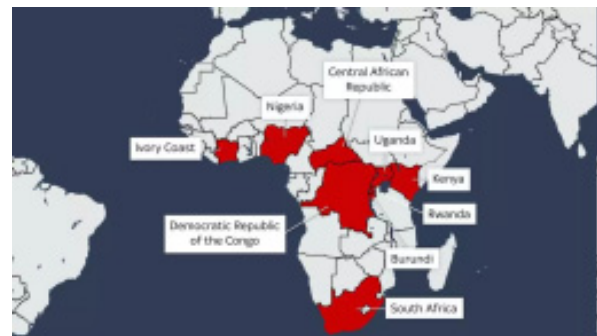 Central African
Republic
Nigeria
Uganda
Ivory Coast
Kenya
Rwanda
Democratic Republic
of the Congo
Burundi
South Africa